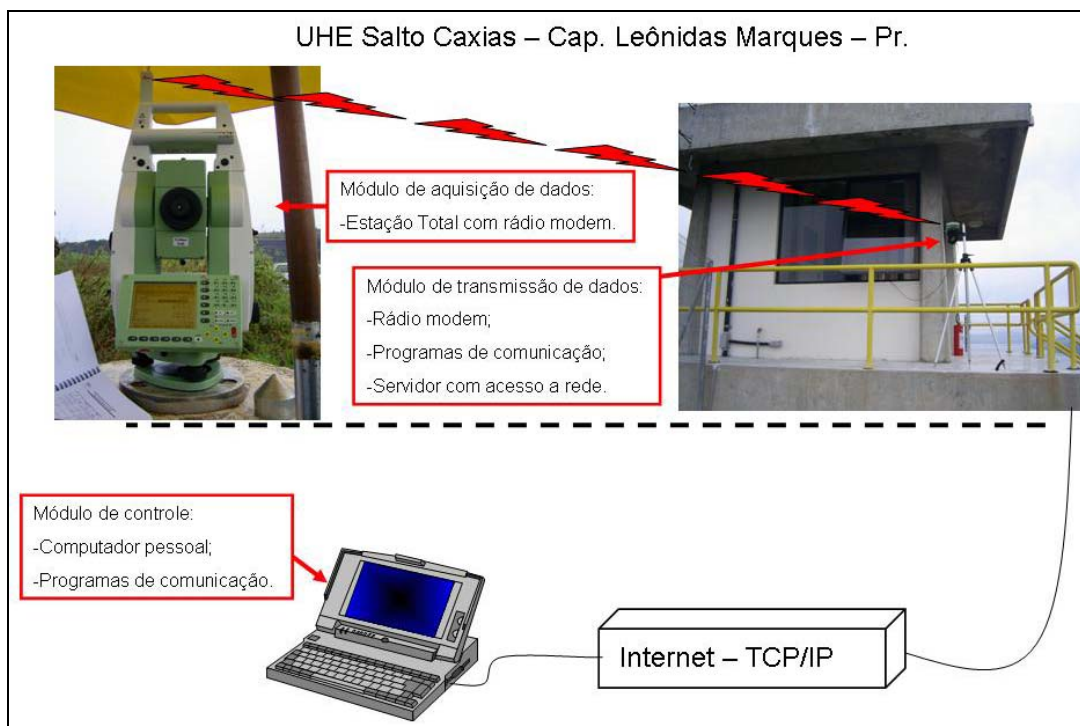 UHE Salto Caxias – Cap. Leônidas Marques – Pr.
Módulo de aquisição de dados:
-Estação Total com rádio modem.
Módulo de transmissão de dados:
-Rádio modem;
-Programas de comunicação;
-Servidor com acesso a rede.
Módulo de controle:
-Computador pessoal;
-Programas de comunicação.
Internet – TCP/IP